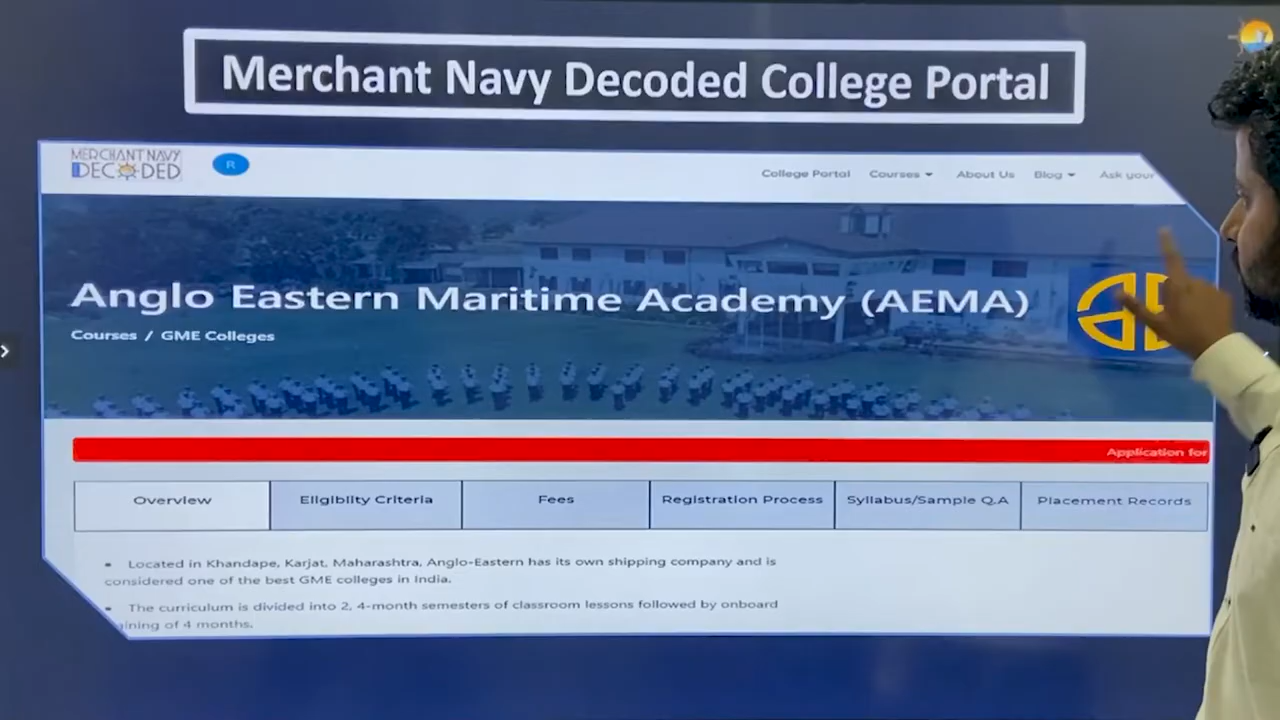 Merchant Navy Decoded College Portal
MERCHANT NAVY
DECODED
R
College Portal Courses About Us Blog Ask your
Anglo Eastern Maritime Academy (AEMA)
Courses / GME Colleges
Application for
Overview Eligibility Criteria Fees Registration Process Syllabus/Sample Q.A Placement Records
• Located in Khandape, Karjat, Maharashtra, Anglo-Eastern has its own shipping company and is
considered one of the best GME colleges in India.
• The curriculum is divided into 2, 4-month semesters of classroom lessons followed by onboard
ining of 4 months.